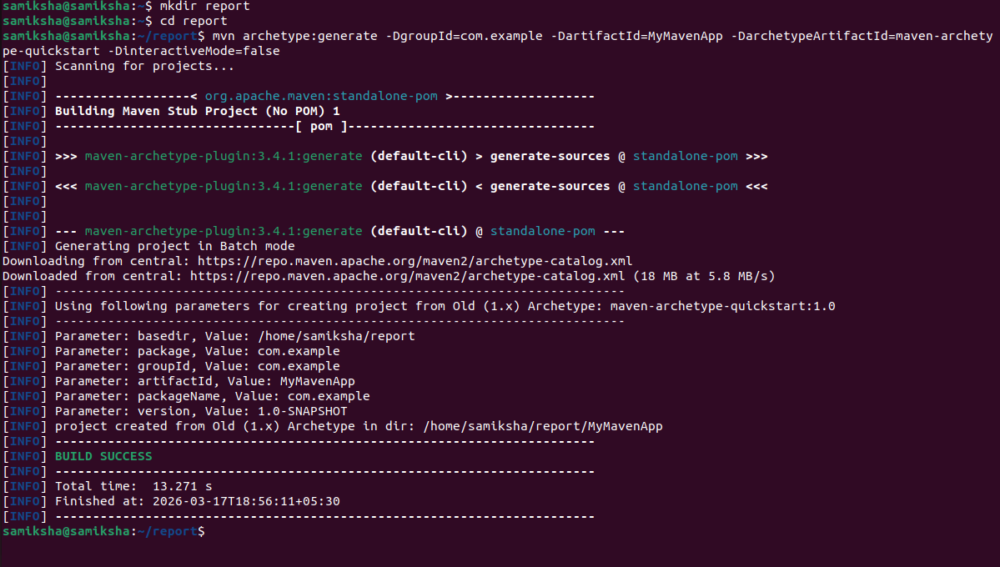 samiksha@samiksha:~$ mkdir report
samiksha@samiksha:~$ cd report
samiksha@samiksha:~/report$ mvn archetype:generate -DgroupId=com.example -DartifactId=MyMavenApp -DarchetypeArtifactId=maven-archety
pe-quickstart -DinteractiveMode=false
[INFO] Scanning for projects...
[INFO]
[INFO] ------------------< org.apache.maven:standalone-pom >-------------------
[INFO] Building Maven Stub Project (No POM) 1
[INFO] --------------------------------[ pom ]---------------------------------
[INFO]
[INFO] >>> maven-archetype-plugin:3.4.1:generate (default-cli) > generate-sources @ standalone-pom >>>
[INFO]
[INFO] <<< maven-archetype-plugin:3.4.1:generate (default-cli) < generate-sources @ standalone-pom <<<
[INFO]
[INFO]
[INFO] --- maven-archetype-plugin:3.4.1:generate (default-cli) @ standalone-pom ---
[INFO] Generating project in Batch mode
Downloading from central: https://repo.maven.apache.org/maven2/archetype-catalog.xml
Downloaded from central: https://repo.maven.apache.org/maven2/archetype-catalog.xml (18 MB at 5.8 MB/s)
[INFO] ----------------------------------------------------------------------------
[INFO] Using following parameters for creating project from Old (1.x) Archetype: maven-archetype-quickstart:1.0
[INFO] ----------------------------------------------------------------------------
[INFO] Parameter: basedir, Value: /home/samiksha/report
[INFO] Parameter: package, Value: com.example
[INFO] Parameter: groupId, Value: com.example
[INFO] Parameter: artifactId, Value: MyMavenApp
[INFO] Parameter: packageName, Value: com.example
[INFO] Parameter: version, Value: 1.0-SNAPSHOT
[INFO] project created from Old (1.x) Archetype in dir: /home/samiksha/report/MyMavenApp
[INFO] ------------------------------------------------------------------------
[INFO] BUILD SUCCESS
[INFO] ------------------------------------------------------------------------
[INFO] Total time:  13.271 s
[INFO] Finished at: 2026-03-17T18:56:11+05:30
[INFO] ------------------------------------------------------------------------
samiksha@samiksha:~/report$